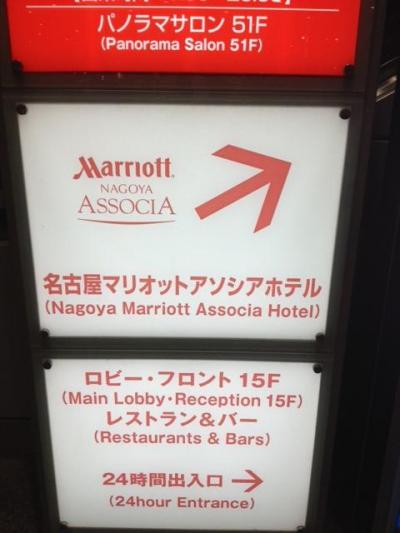 パノラマサロン 51F
(Panorama Salon 51F)
Marriott
NAGOYA
ASSOCIA
名古屋マリオットアソシアホテル
(Nagoya Marriott Associa Hotel)
ロビー・フロント 15F
(Main Lobby・Reception 15F)
レストラン&バー
(Restaurants & Bars)
24時間出入口 →
(24hour Entrance)